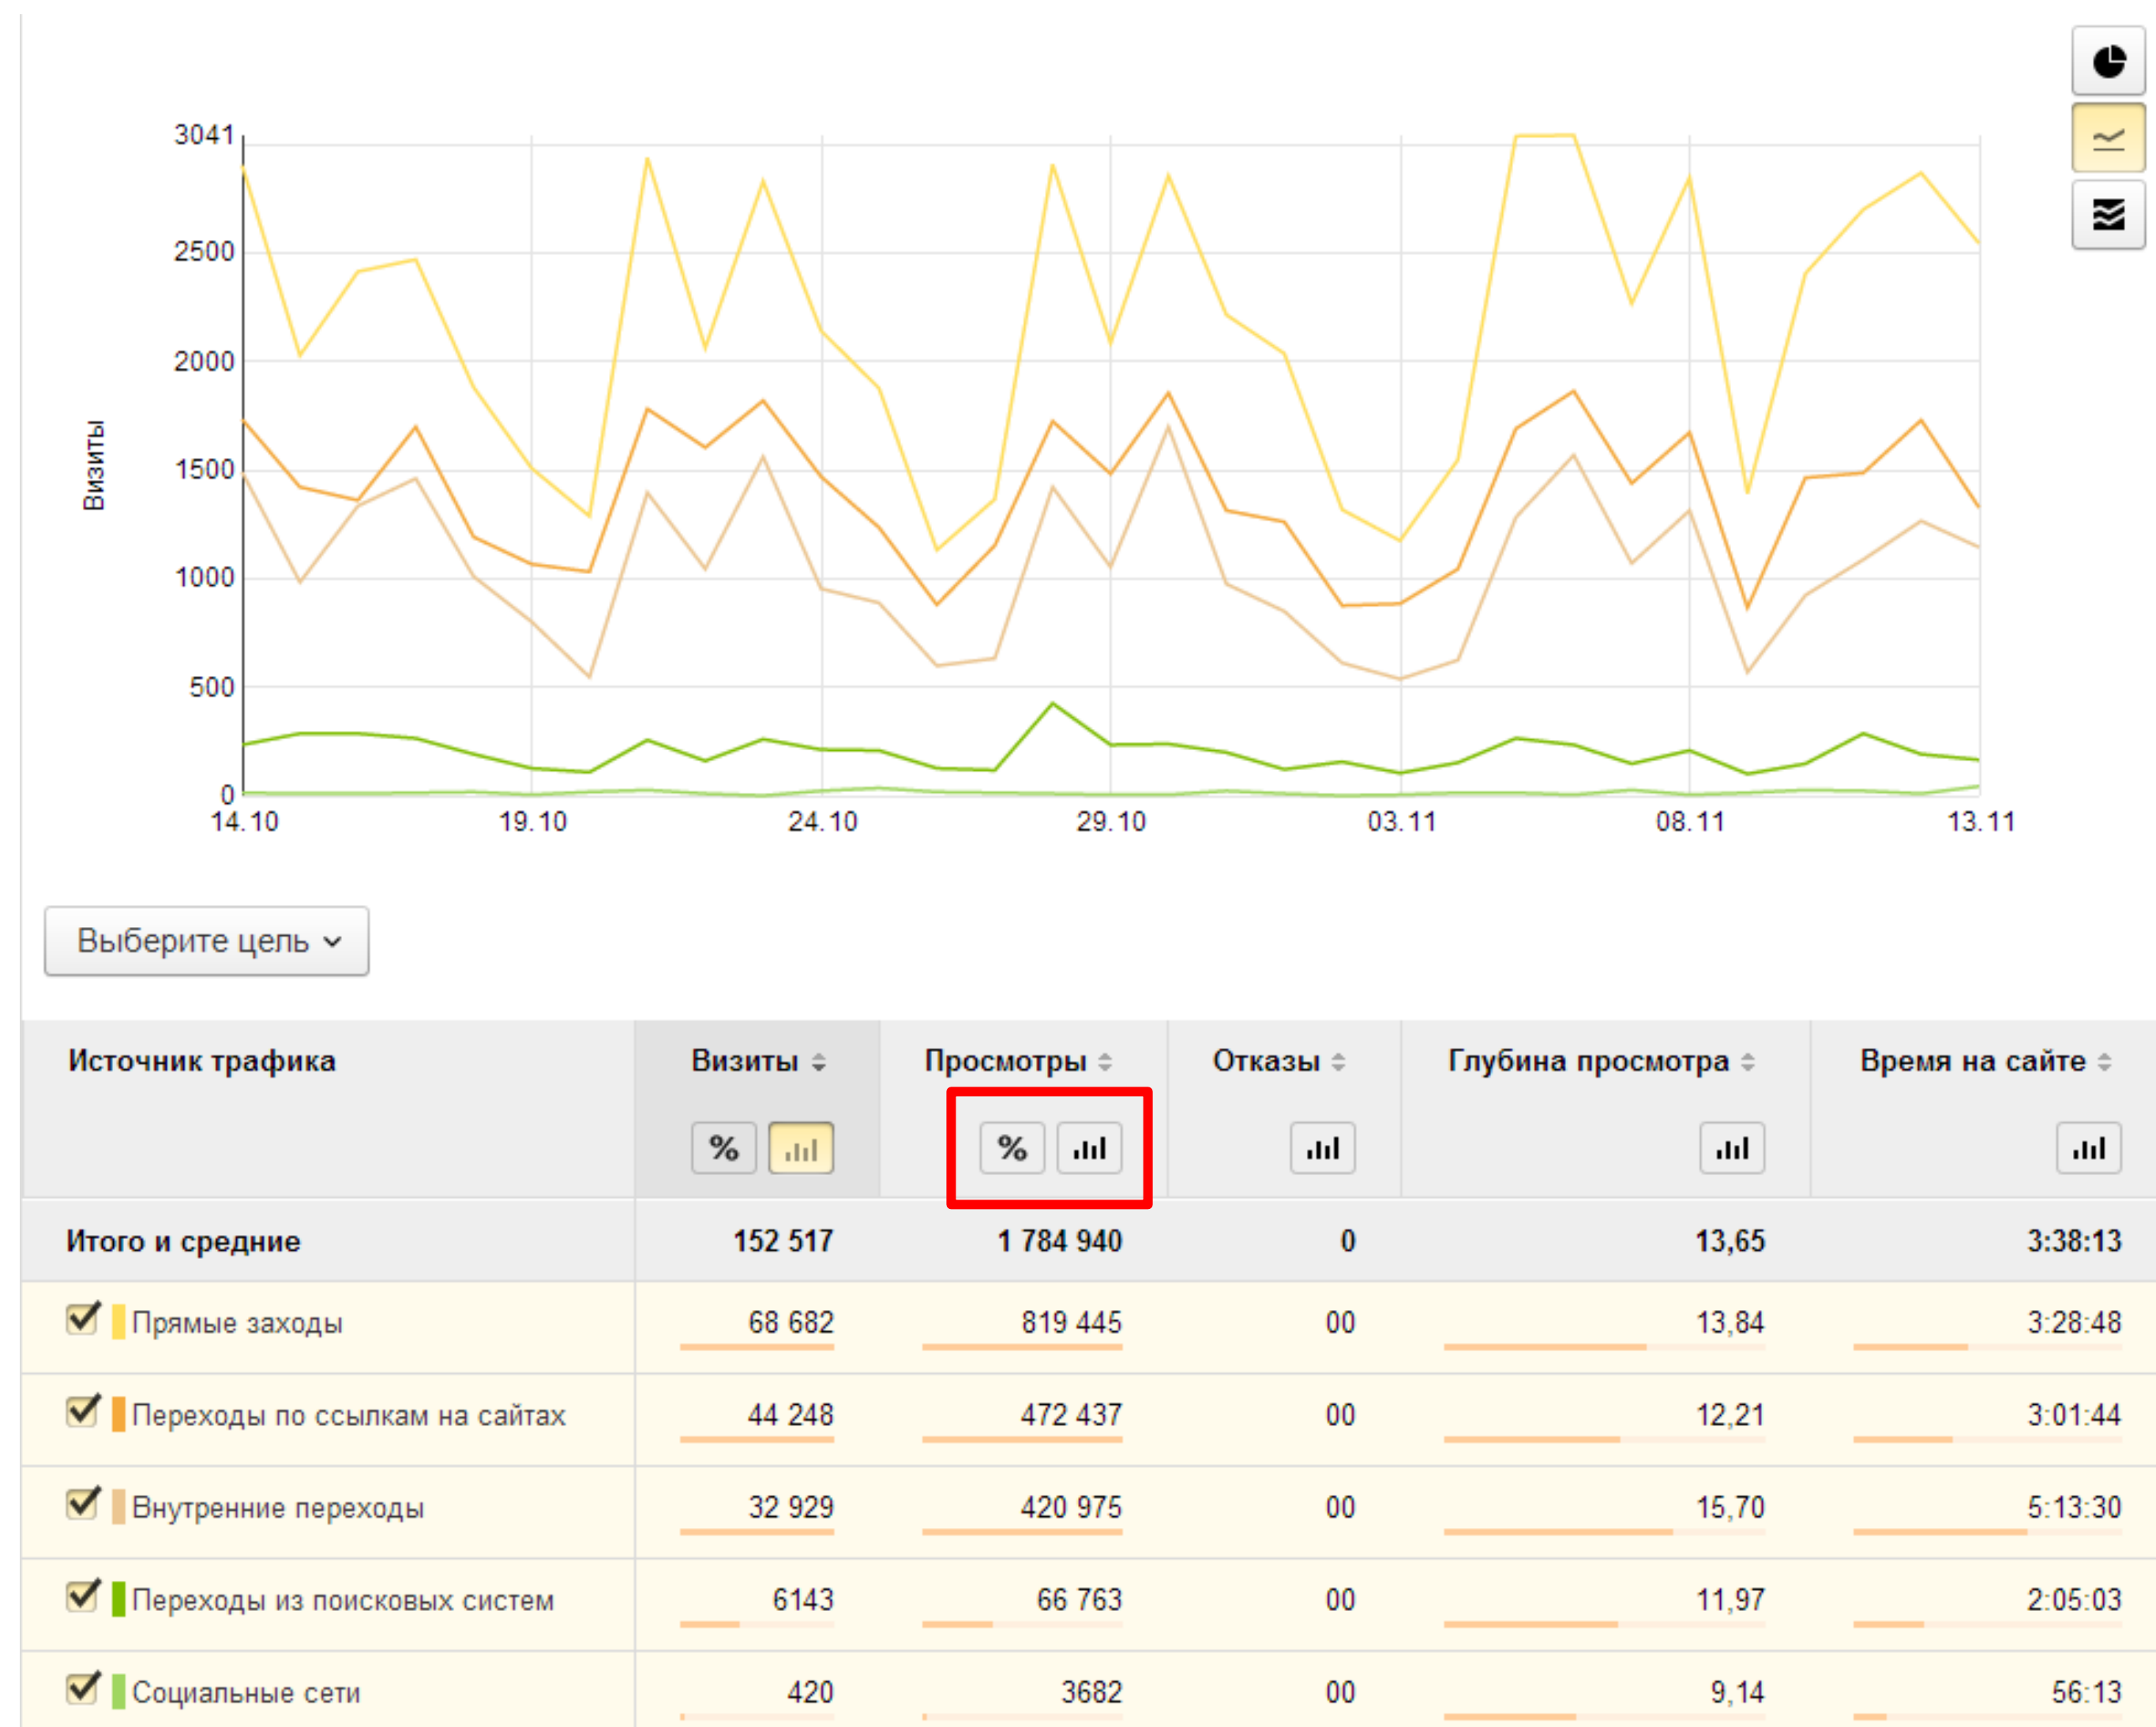 3041
2500
2000
1500
1000
500
0
Визиты
14.10 19.10 24.10 29.10 03.11 08.11 13.11
Выберите цель
Источник трафика Визиты Просмотры Отказы Глубина просмотра Время на сайте
% %
Итого и средние 152 517 1 784 940 0 13,65 3:38:13
Прямые заходы 68 682 819 445 00 13,84 3:28:48
Переходы по ссылкам на сайтах 44 248 472 437 00 12,21 3:01:44
Внутренние переходы 32 929 420 975 00 15,70 5:13:30
Переходы из поисковых систем 6143 66 763 00 11,97 2:05:03
Социальные сети 420 3682 00 9,14 56:13